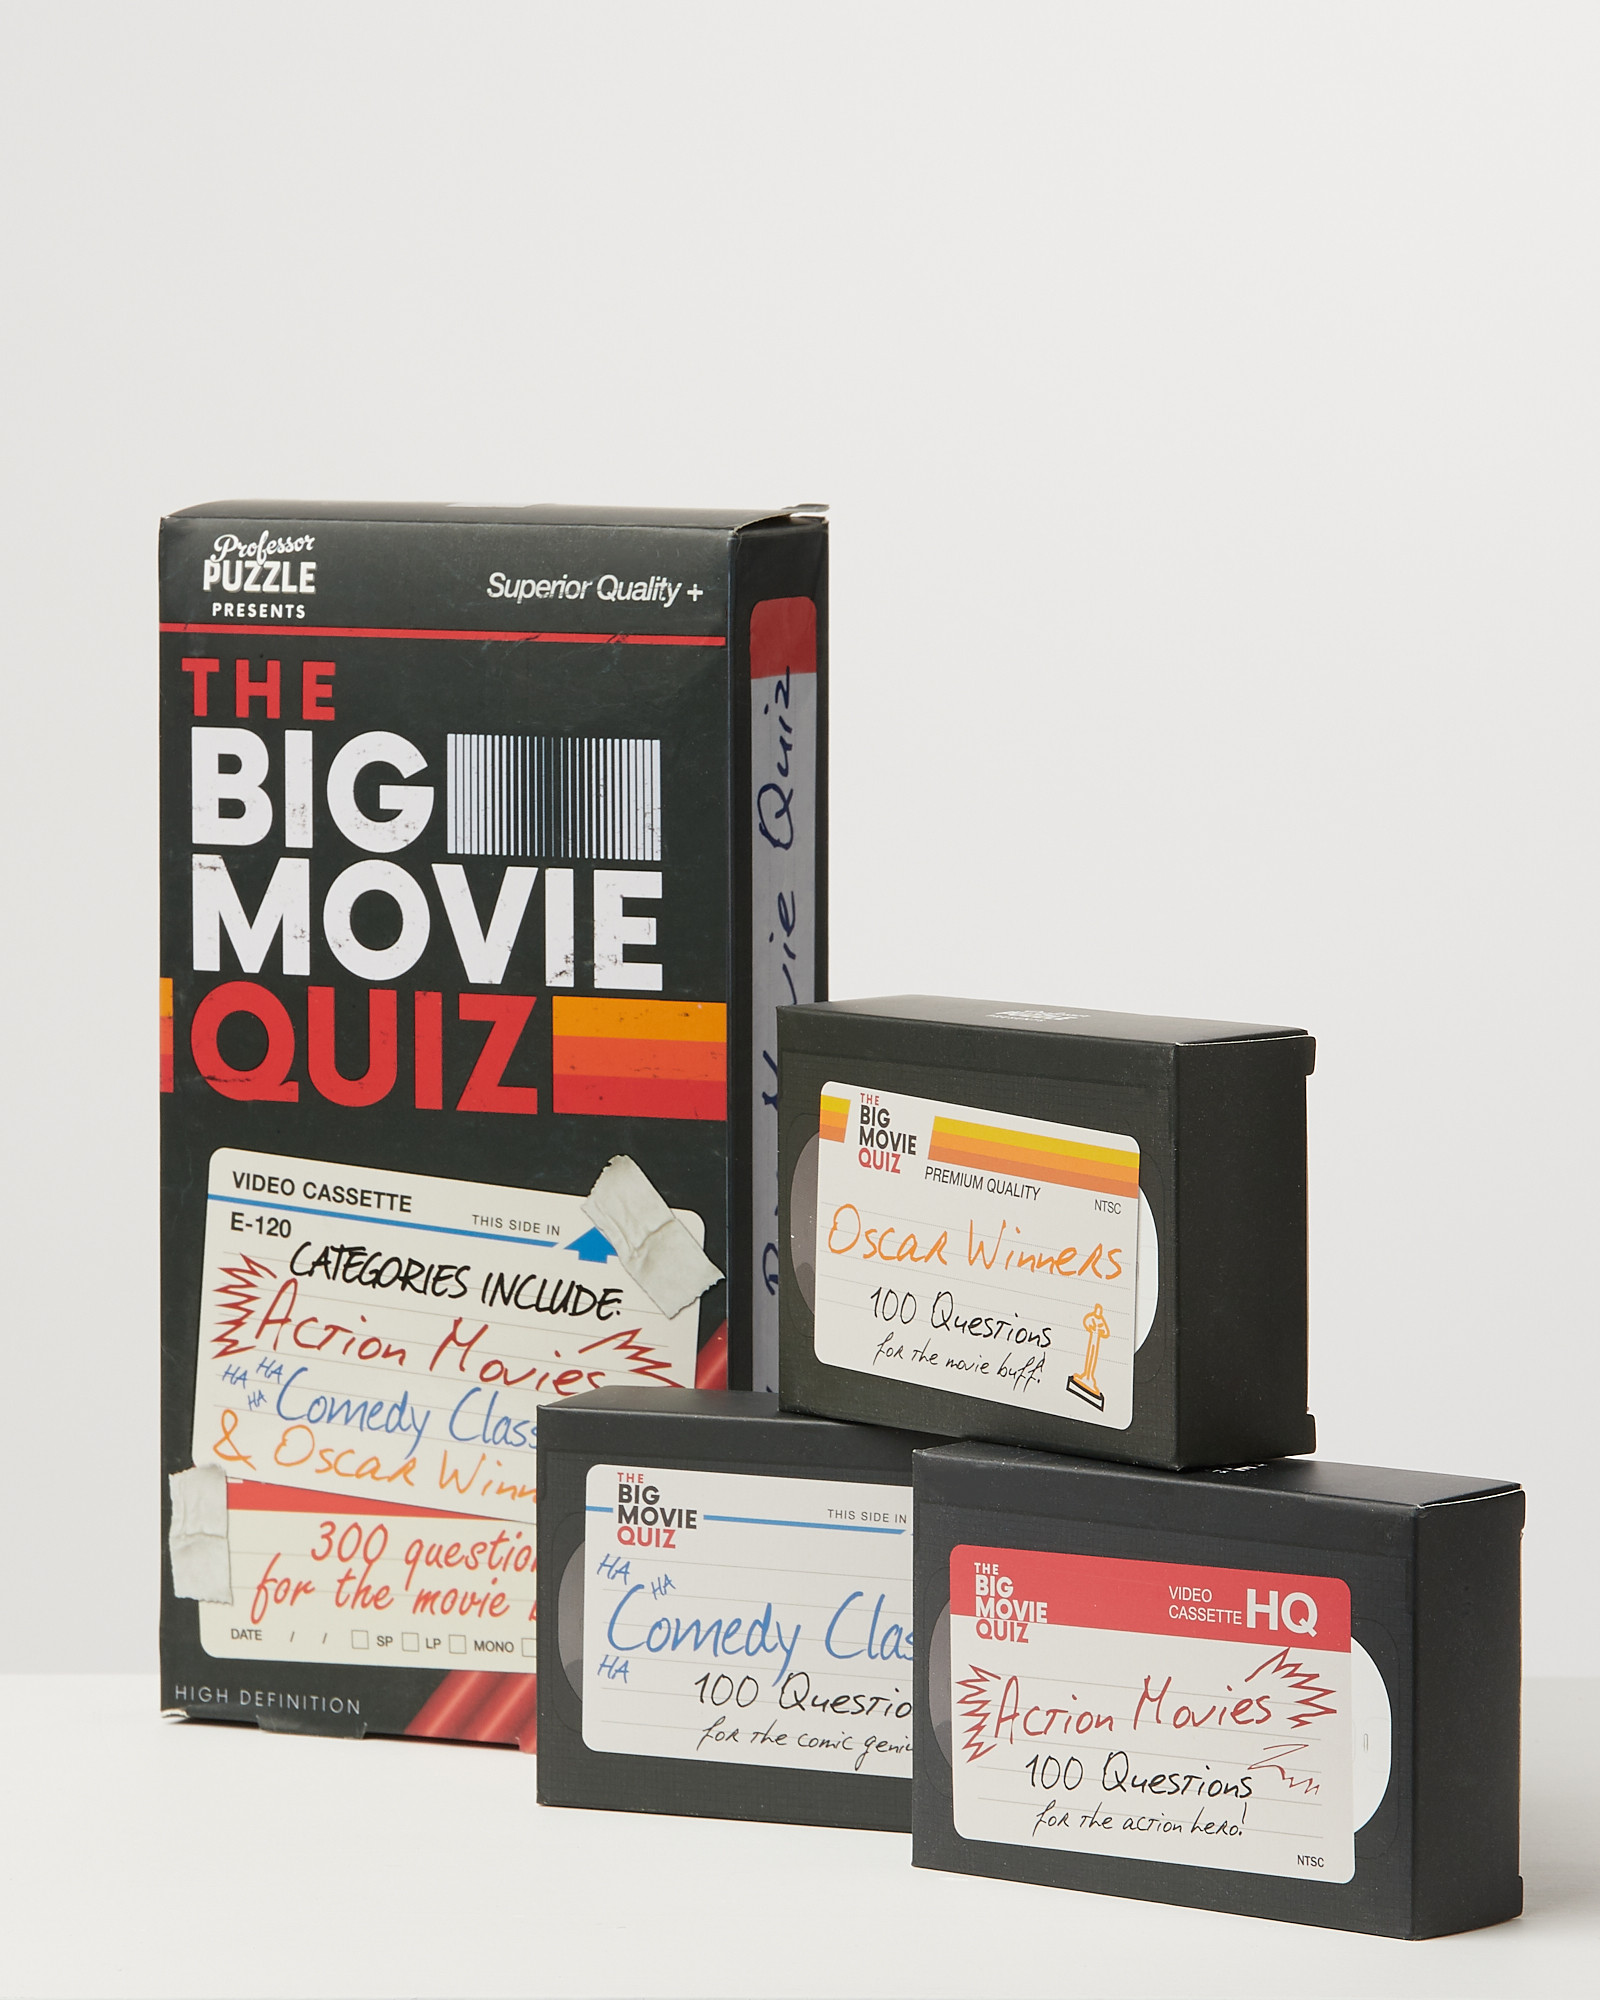 Professor
PUZZLE
PRESENTS
Superior Quality +
THE
BIG
MOVIE
QUIZ
VIDEO CASSETTE
THIS SIDE IN
E-120
CATEGORIES INCLUDE:
Action Movies
HA HA
HA
Comedy Class
& Oscar Winn
300 questio
for the movie
DATE / / SP LP MONO
HIGH DEFINITION
Quiz
THE
BIG
MOVIE
QUIZ
PREMIUM QUALITY
NTSC
Oscar Winners
100 Questions
for the movie buff!
THE
BIG
MOVIE
QUIZ
THIS SIDE IN
HA
HA
Comedy Clas
HA
100 Questio
for the comic geni
THE
BIG
MOVIE
QUIZ
VIDEO
CASSETTE HQ
Action Movies
100 Questions
for the action hero!
NTSC